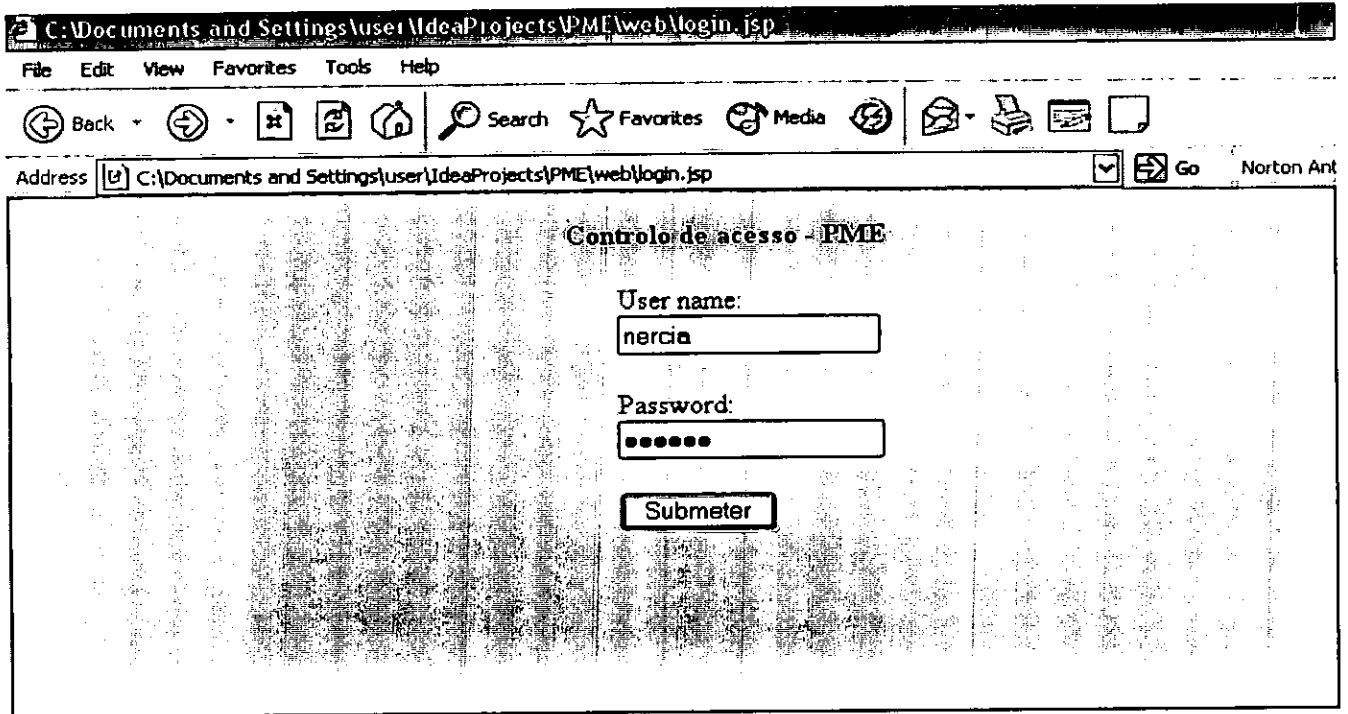 C:\Documents and Settings\user\IdeaProjects\PME\web\login.jsp
File Edit View Favorites Tools Help
Back Search Favorites Media
Address C:\Documents and Settings\user\IdeaProjects\PME\web\login.jsp Go Norton Ant
Controlo de acesso - PME
User name:
nercia
Password:
••••••
Submeter